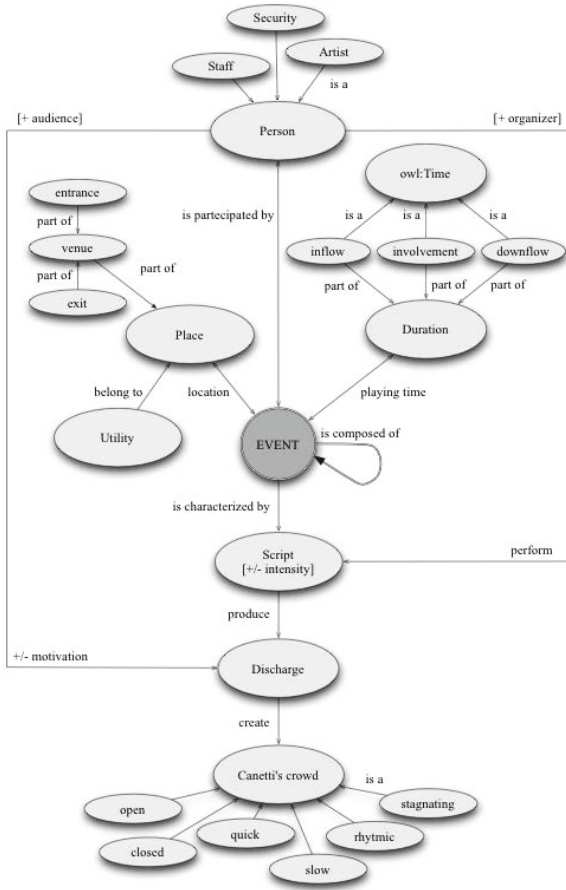 Security
Staff
Artist
is a
[+ audience]
Person
[+ organizer]
owl:Time
entrance
is partecipated by
is a
is a
is a
part of
venue
inflow
involvement
downflow
part of
part of
part of
part of
part of
exit
Place
Duration
belong to
location
playing time
Utility
EVENT
is composed of
is characterized by
Script
[+/- intensity]
perform
produce
+/- motivation
Discharge
create
Canetti's crowd
is a
open
stagnating
quick
rhytmic
closed
slow